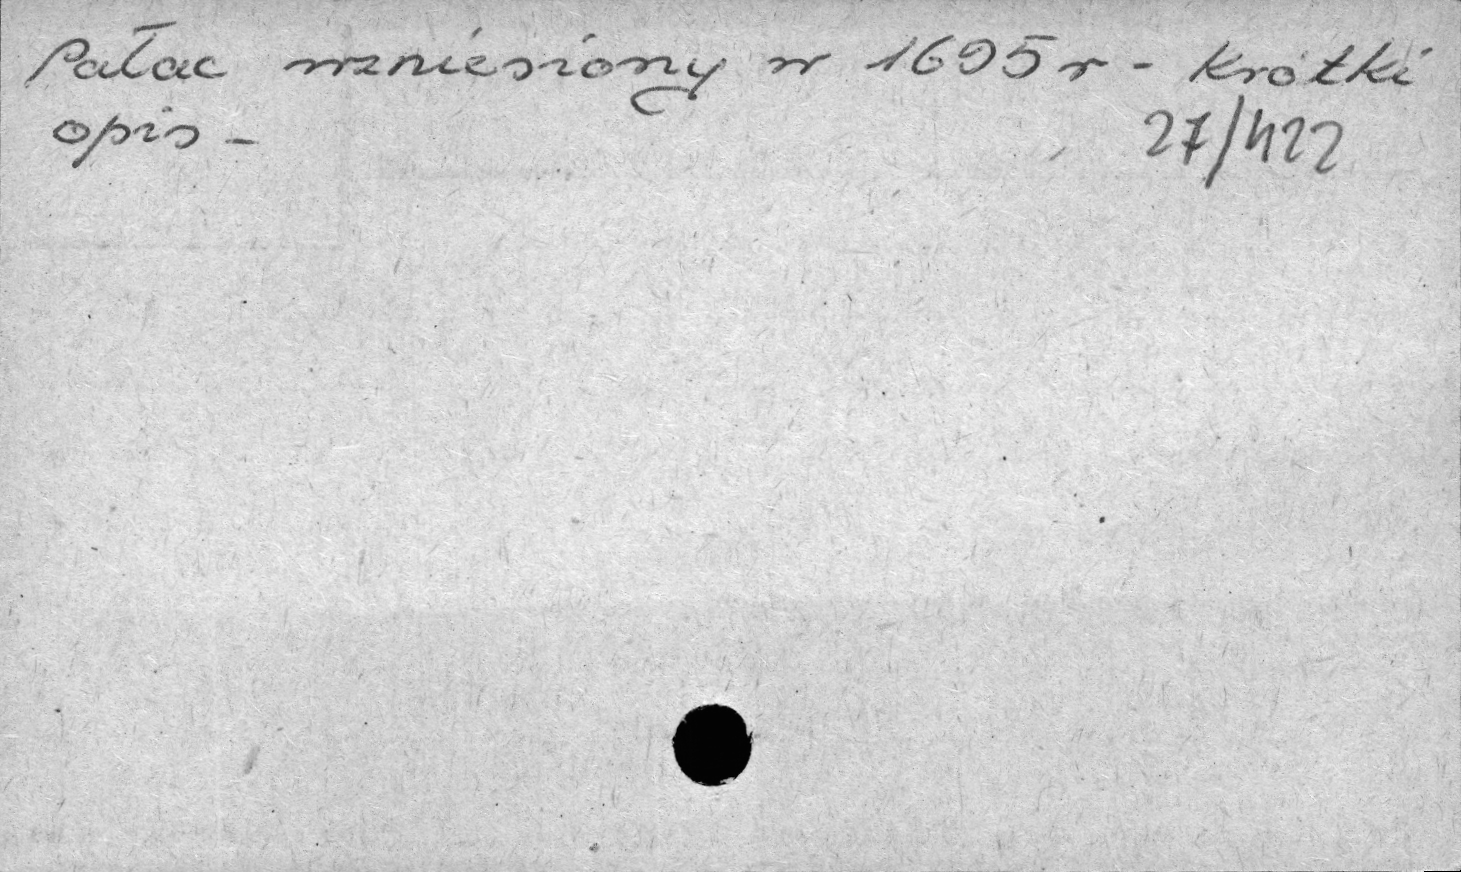 Pałac wzniesiony w 1695 r - Krótki
opis -
27/422